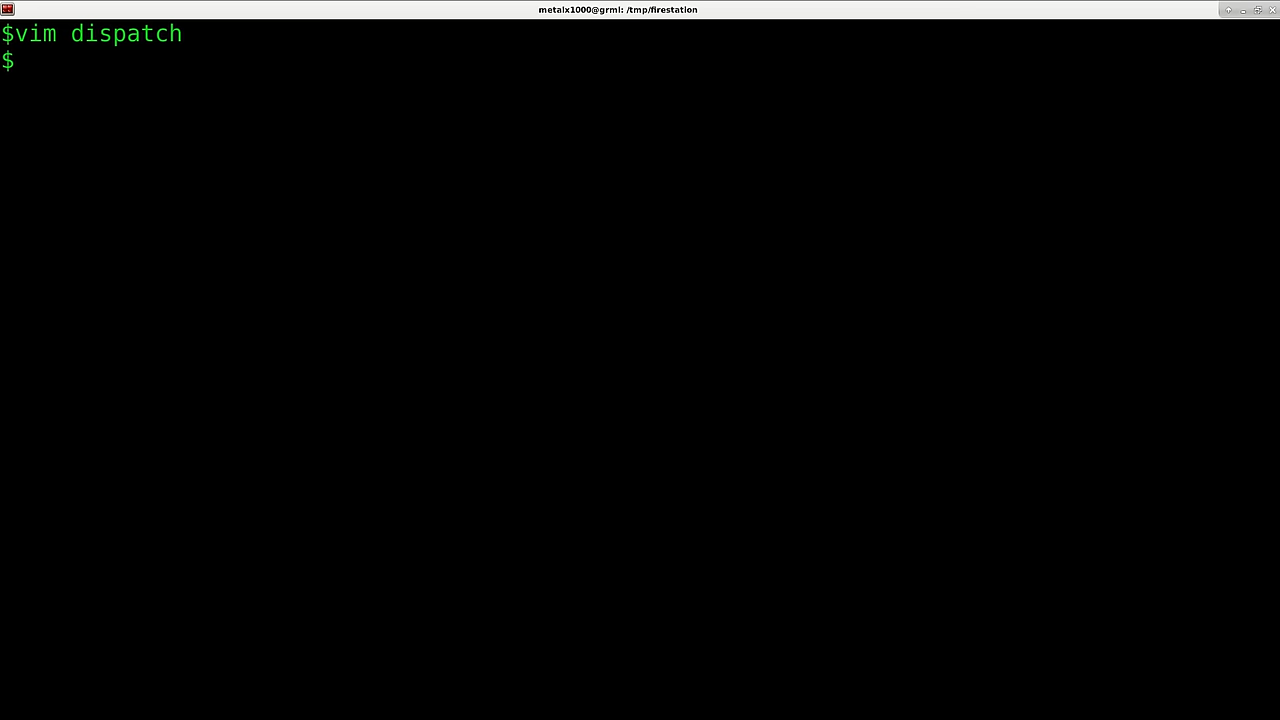 metalx1000@grml: /tmp/firestation
$vim dispatch
$